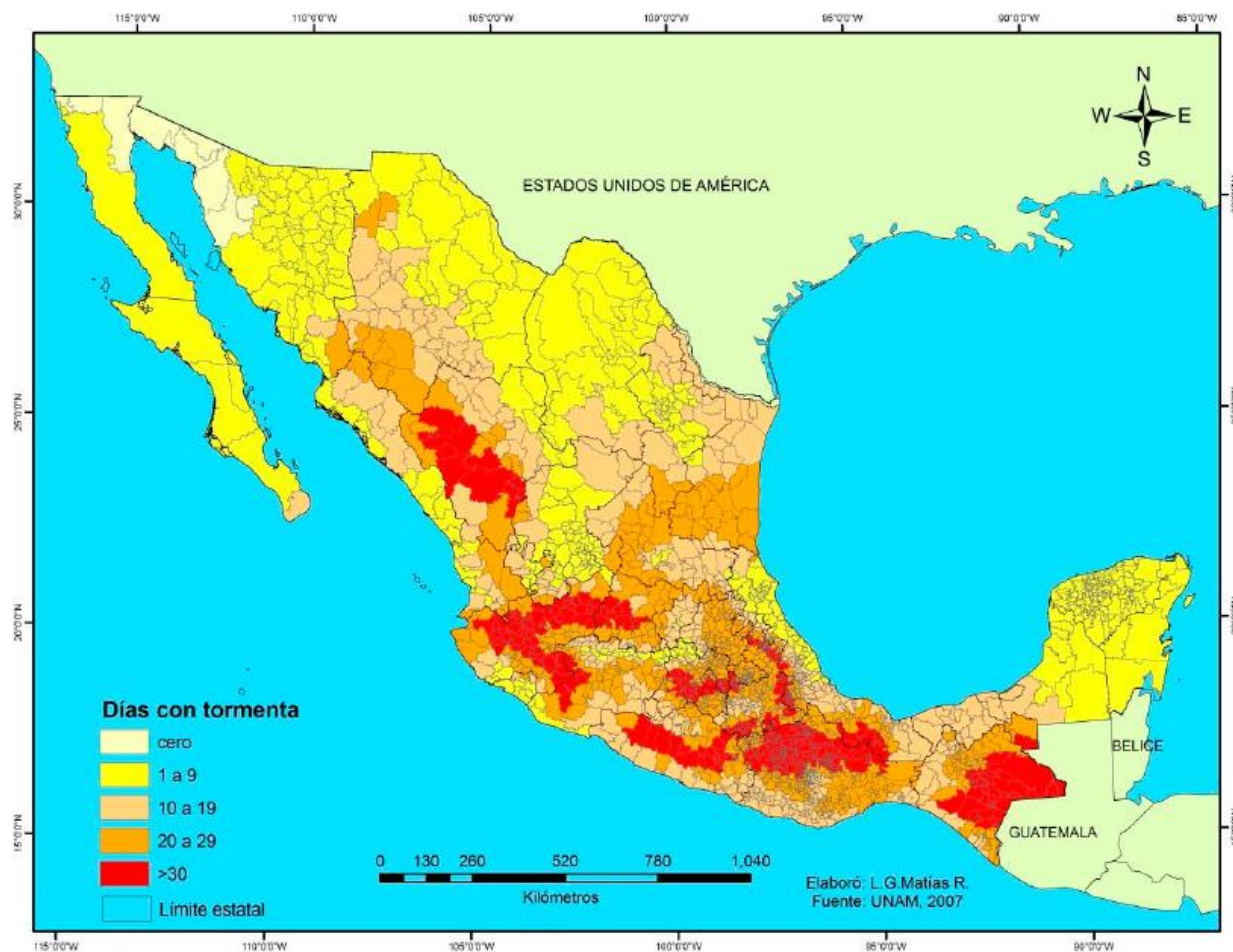 115°0'0"W 110°0'0"W 105°0'0"W 100°0'0"W 95°0'0"W 90°0'0"W 85°0'0"W
N
W E
S
ESTADOS UNIDOS DE AMÉRICA
30°0'0"N
25°0'0"N
20°0'0"N
15°0'0"N
BELICE
GUATEMALA
Días con tormenta
cero
1 a 9
10 a 19
20 a 29
>30
Límite estatal
0 130 260 520 780 1,040
Kilómetros
Elaboró: L.G.Matías R.
Fuente: UNAM, 2007
115°0'0"W 110°0'0"W 105°0'0"W 100°0'0"W 95°0'0"W 90°0'0"W